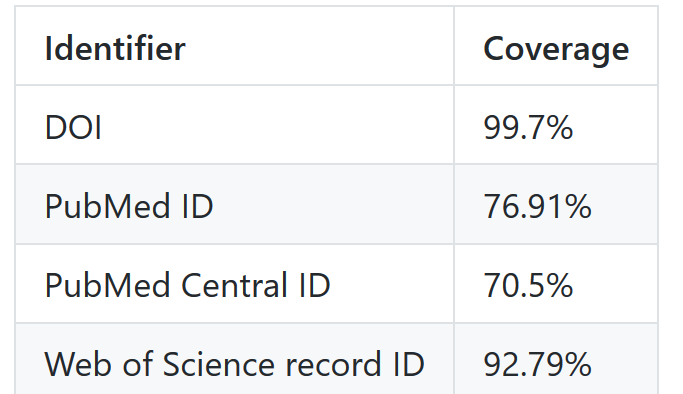 Identifier Coverage
DOI 99.7%
PubMed ID 76.91%
PubMed Central ID 70.5%
Web of Science record ID 92.79%